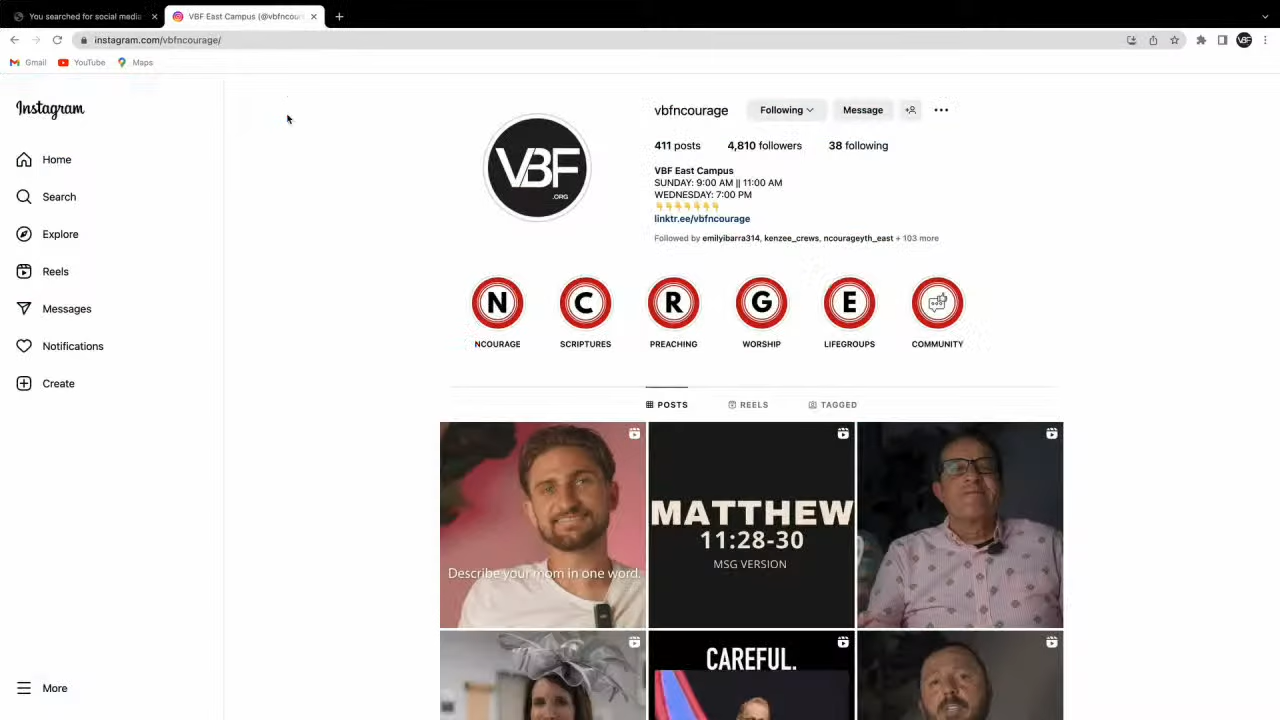 You searched for social media
VBF East Campus (@vbfncour
instagram.com/vbfncourage/
VBF
Gmail
YouTube
Maps
Instagram
Home
Search
Explore
Reels
Messages
Notifications
Create
More
VBF
.ORG
vbfncourage
Following
Message
411 posts
4,810 followers
38 following
VBF East Campus
SUNDAY: 9:00 AM || 11:00 AM
WEDNESDAY: 7:00 PM
👇👇👇👇👇👇👇
linktr.ee/vbfncourage
Followed by emilyibarra314, kenzee_crews, ncourageyth_east + 103 more
N
C
R
G
E
NCOURAGE
SCRIPTURES
PREACHING
WORSHIP
LIFEGROUPS
COMMUNITY
POSTS
REELS
TAGGED
Describe your mom in one word.
MATTHEW
11:28-30
MSG VERSION
CAREFUL.